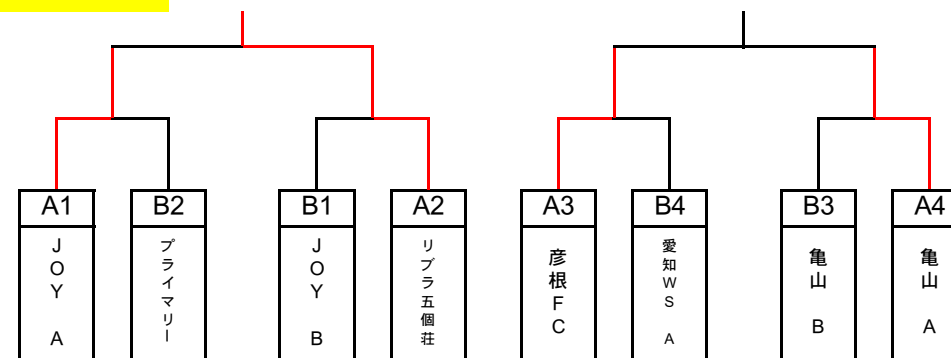 A1
B2
B1
A2
A3
B4
B3
A4
JOY A
プライマリー
JOY B
リブラ五個荘
彦根FC
愛知WS A
亀山 B
亀山 A